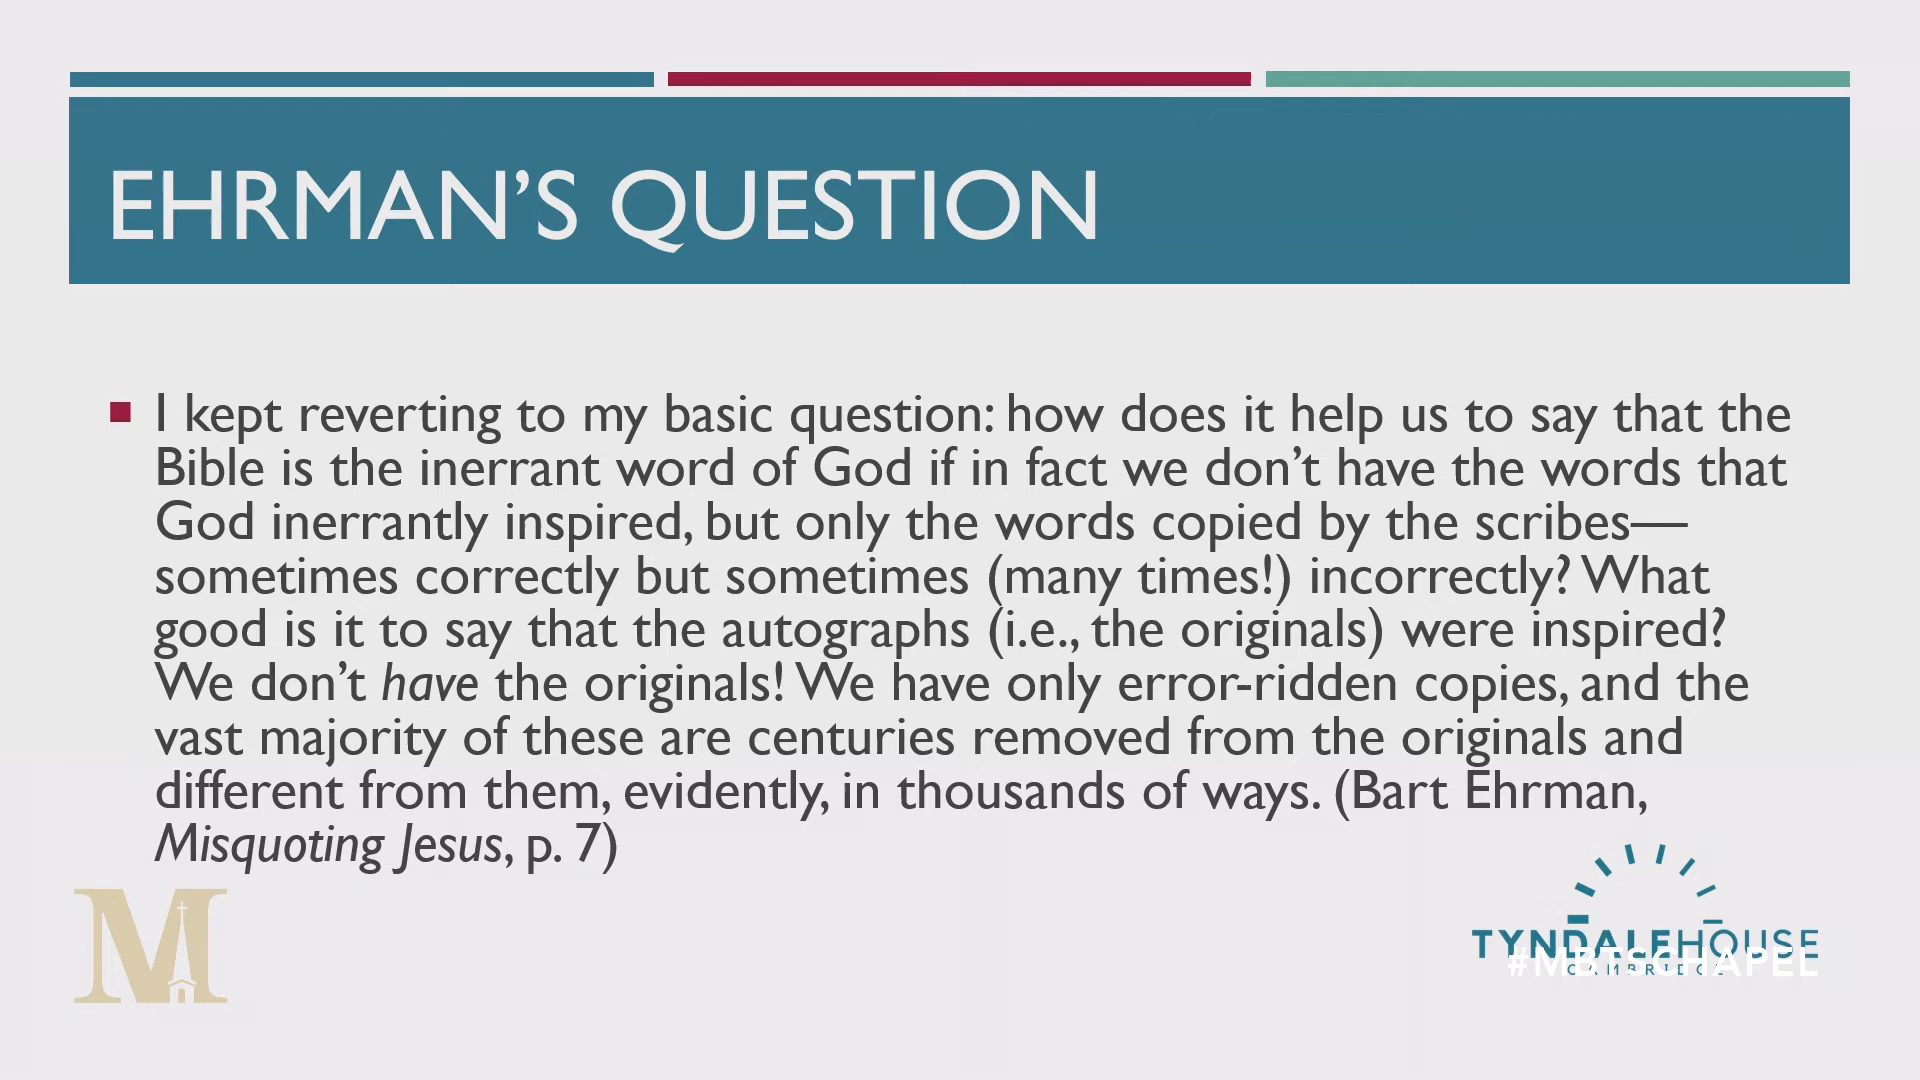 EHRMAN’S QUESTION
I kept reverting to my basic question: how does it help us to say that the
Bible is the inerrant word of God if in fact we don’t have the words that
God inerrantly inspired, but only the words copied by the scribes—
sometimes correctly but sometimes (many times!) incorrectly? What
good is it to say that the autographs (i.e., the originals) were inspired?
We don’t have the originals! We have only error-ridden copies, and the
vast majority of these are centuries removed from the originals and
different from them, evidently, in thousands of ways. (Bart Ehrman,
Misquoting Jesus, p. 7)
M
TYNDALE HOUSE
CAMBRIDGE
#MBTSCHAPEL